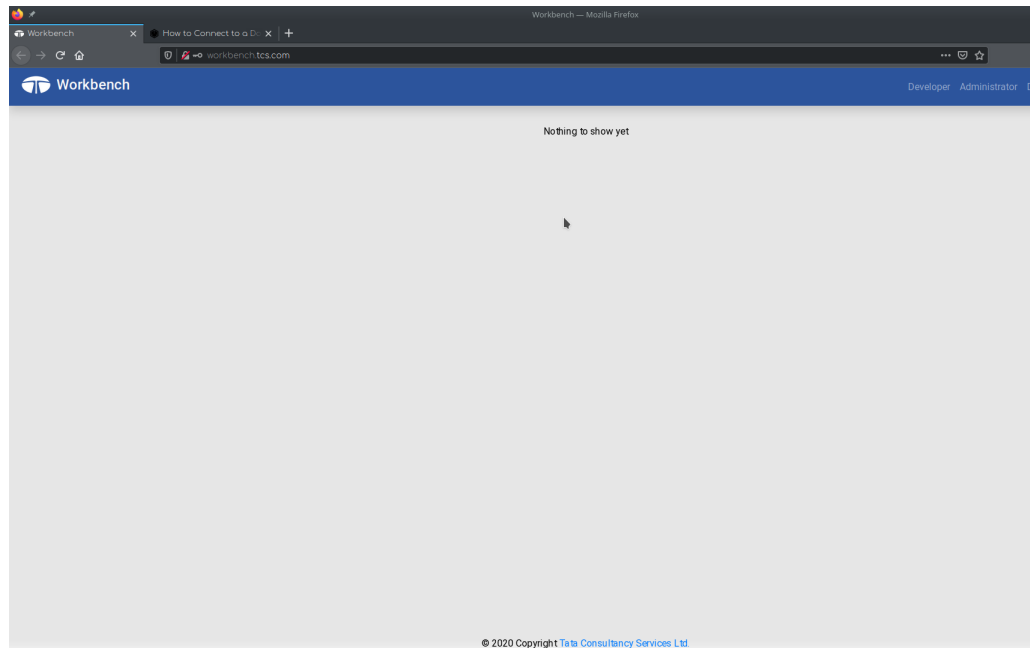 Workbench — Mozilla Firefox
Workbench
How to Connect to a Do
workbench.tcs.com
Workbench
Developer Administrator
Nothing to show yet
© 2020 Copyright Tata Consultancy Services Ltd.